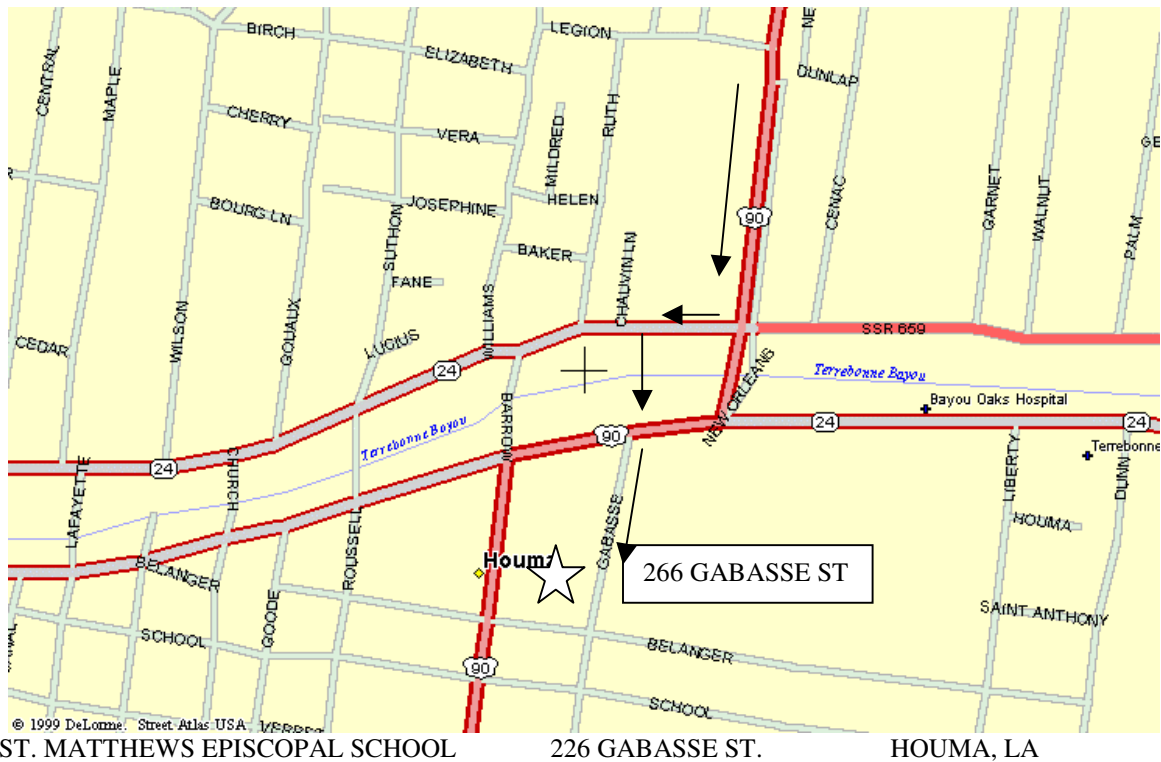 BIRCH
LEGION
NE
ELIZABETH
DUNLAP
CENTRAL
MAPLE
CHERRY
VERA
MILDRED
RUTH
GE
BOURG LN
JOSEPHINE
HELEN
90
CENAC
GARNET
WALNUT
PALM
SUTHON
BAKER
CHAUVIN LN
FANE
WILSON
GOUAUX
WILLIAMS
LUCIUS
CEDAR
SSR 659
24
Terrebonne Bayou
NEW ORLEANS
Bayou Oaks Hospital
BARROW
90
24
24
Terrebonne Bayou
Terrebonne
24
LAFAYETTE
CHURCH
ROUSSELL
GABASSE
LIBERTY
DUNN
HOUMA
Houma
266 GABASSE ST
BELANGER
GOODE
SAINT ANTHONY
SCHOOL
BELANGER
90
SCHOOL
© 1999 DeLorme. Street Atlas USA
ST. MATTHEWS EPISCOPAL SCHOOL 226 GABASSE ST. HOUMA, LA